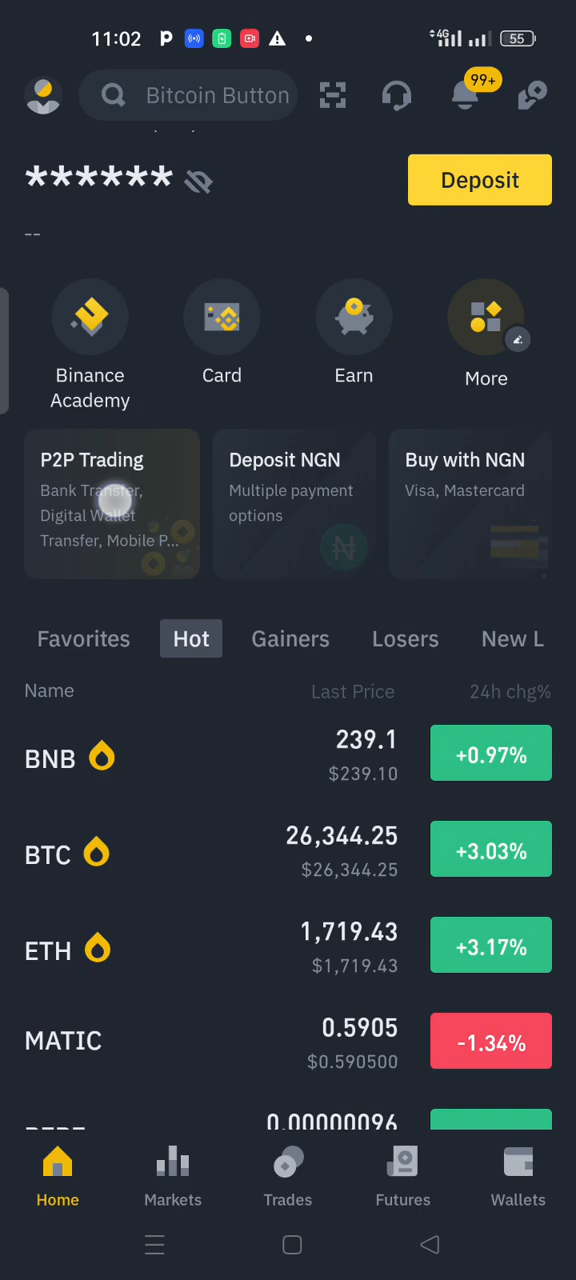 11:02
4G
55
Bitcoin Button
99+
******
Deposit
--
Binance
Academy
Card
Earn
More
P2P Trading
Bank Transfer,
Digital Wallet
Transfer, Mobile P...
Deposit NGN
Multiple payment
options
Buy with NGN
Visa, Mastercard
Favorites
Hot
Gainers
Losers
New L
Name
Last Price
24h chg%
BNB
239.1
$239.10
+0.97%
BTC
26,344.25
$26,344.25
+3.03%
ETH
1,719.43
$1,719.43
+3.17%
MATIC
0.5905
$0.590500
-1.34%
0.00000096
Home
Markets
Trades
Futures
Wallets